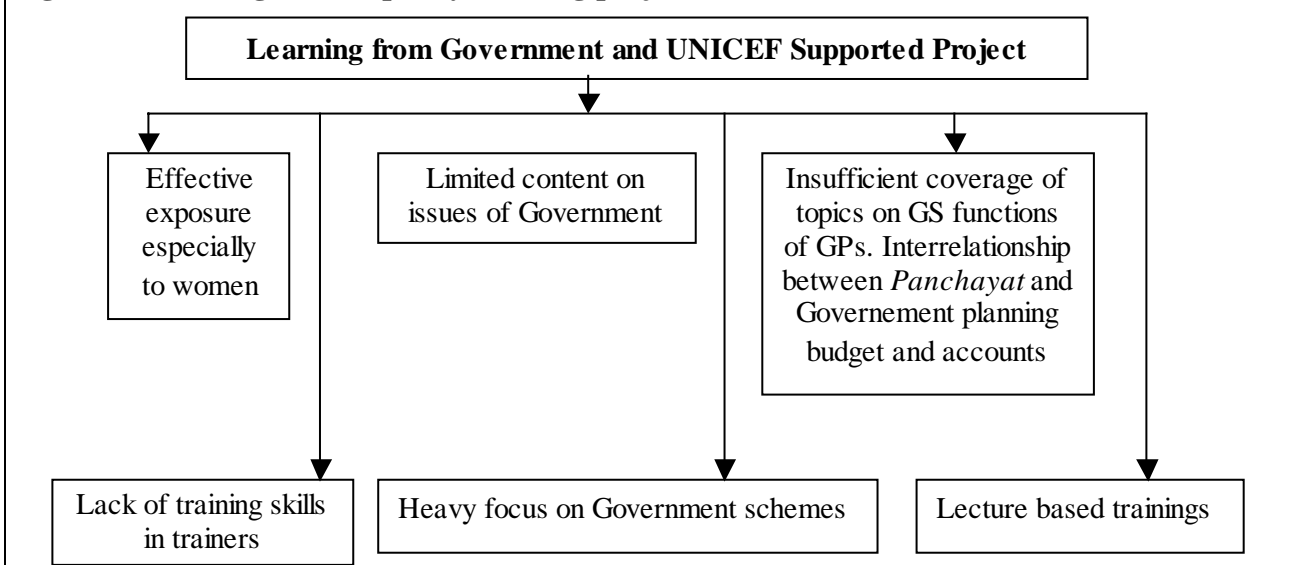 Learning from Government and UNICEF Supported Project
Effective
exposure
especially
to women
Limited content on
issues of Government
Insufficient coverage of
topics on GS functions
of GPs. Interrelationship
between Panchayat and
Governement planning
budget and accounts
Lack of training skills
in trainers
Heavy focus on Government schemes
Lecture based trainings